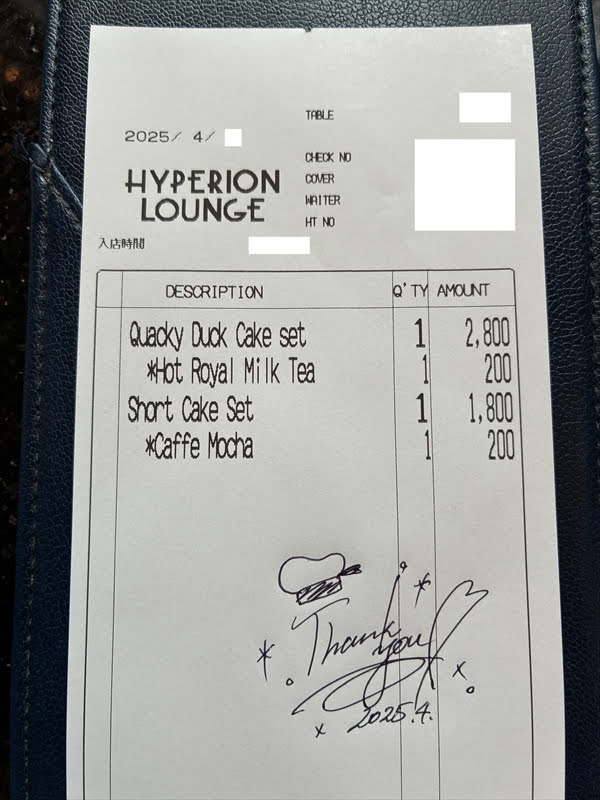 TABLE
2025/ 4/
CHECK NO
HYPERION
LOUNGE
COVER
WAITER
HT NO
入店時間
DESCRIPTION Q'TY AMOUNT
Quacky Duck Cake set 1 2,800
*Hot Royal Milk Tea 1 200
Short Cake Set 1 1,800
*Caffe Mocha 1 200
Thank
you
2025.4.